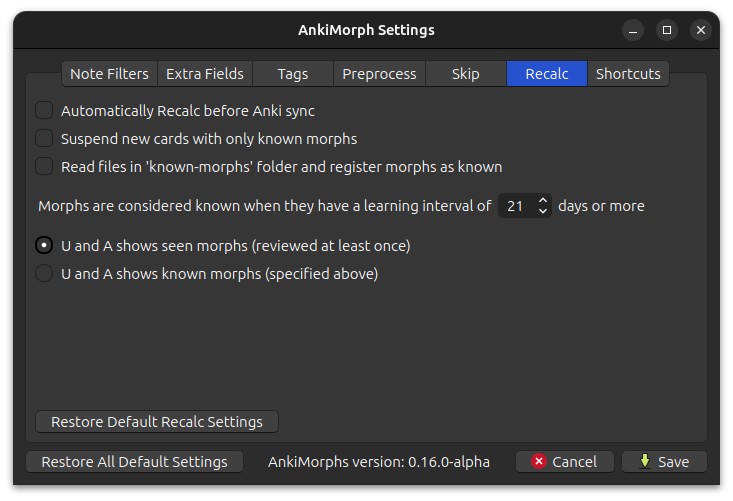 AnkiMorph Settings
Note Filters Extra Fields Tags Preprocess Skip Recalc Shortcuts
Automatically Recalc before Anki sync
Suspend new cards with only known morphs
Read files in 'known-morphs' folder and register morphs as known
Morphs are considered known when they have a learning interval of 21 days or more
U and A shows seen morphs (reviewed at least once)
U and A shows known morphs (specified above)
Restore Default Recalc Settings
Restore All Default Settings AnkiMorphs version: 0.16.0-alpha Cancel Save